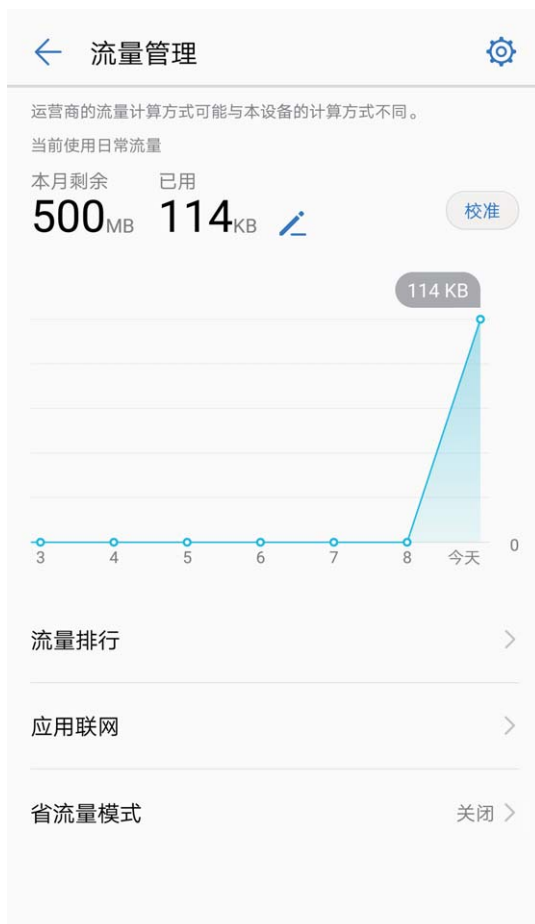 流量管理
运营商的流量计算方式可能与本设备的计算方式不同。
当前使用日常流量
本月剩余 已用
500MB 114KB 校准
114 KB
0
3 4 5 6 7 8 今天
流量排行
应用联网
省流量模式 关闭